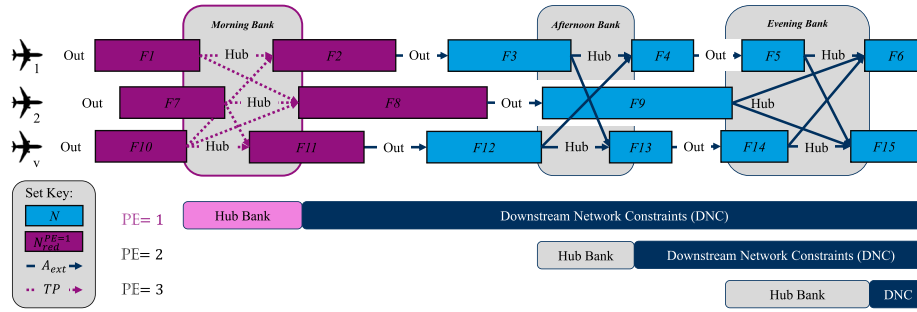 Morning Bank Afternoon Bank Evening Bank
1 Out F1 Hub F2 Out F3 Hub F4 Out F5 Hub F6
2 Out F7 Hub F8 Out F9 Hub
v Out F10 Hub F11 Out F12 Hub F13 Out F14 Hub F15
Set Key:
N
N_red^PE=1
A_ext
TP
PE= 1 Hub Bank Downstream Network Constraints (DNC)
PE= 2 Hub Bank Downstream Network Constraints (DNC)
PE= 3 Hub Bank DNC